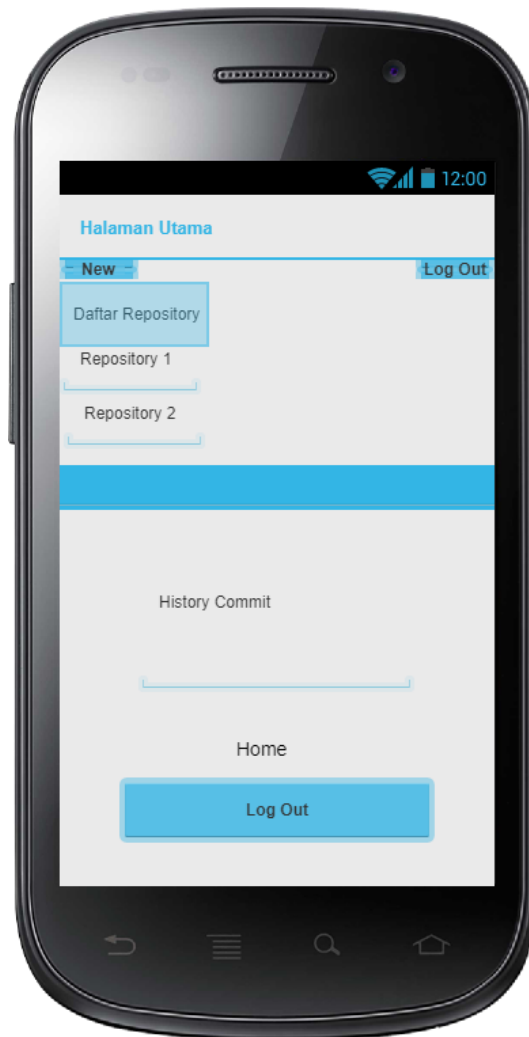 12:00
Halaman Utama
New
Log Out
Daftar Repository
Repository 1
Repository 2
History Commit
Home
Log Out